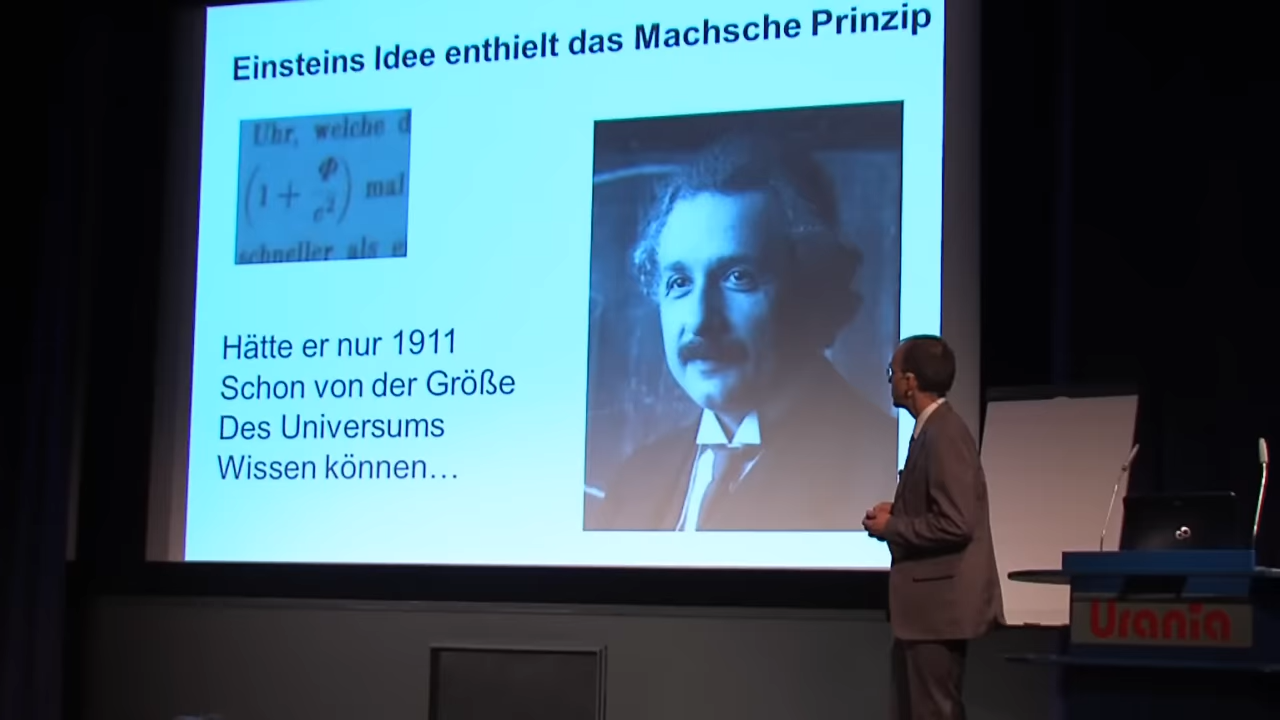 Einsteins Idee enthielt das Machsche Prinzip
Uhr, welche d
(1 + Φ/c²) mal
schneller als e
Hätte er nur 1911
Schon von der Größe
Des Universums
Wissen können…
Urania